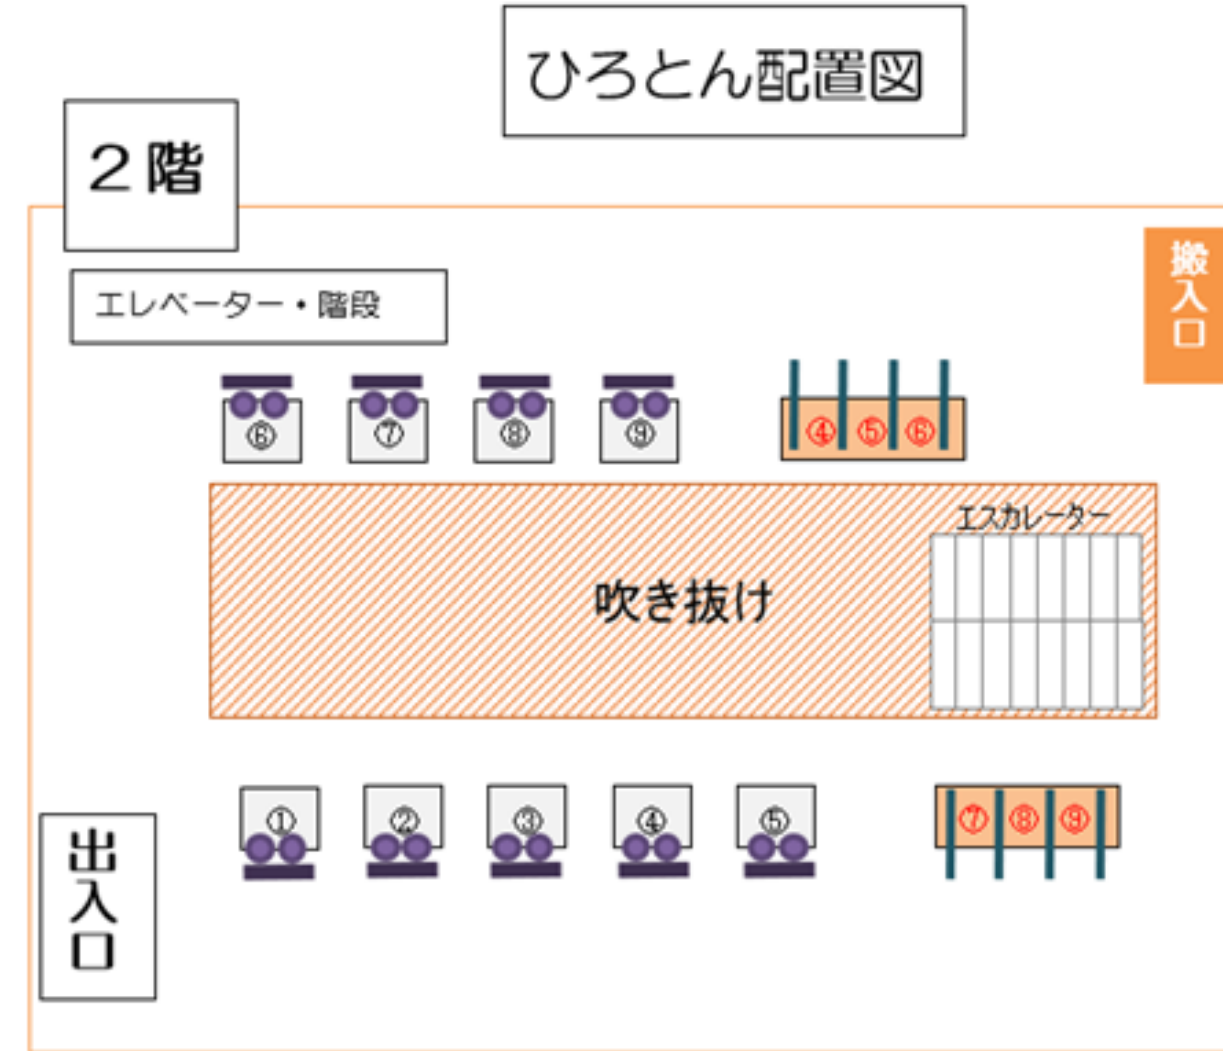 ひろとん配置図
２階
搬入口
エレベーター・階段
⑥ ⑦ ⑧ ⑨ ④ ⑤ ⑥
エスカレーター
吹き抜け
① ② ③ ④ ⑤ ⑦ ⑧ ⑨
出入口